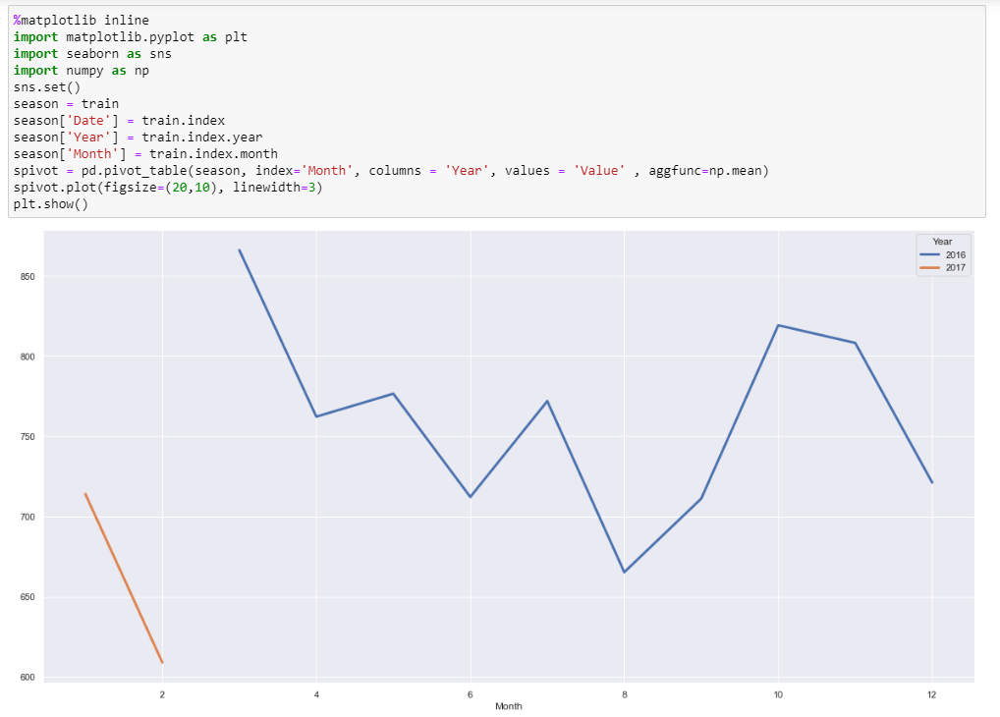 %matplotlib inline
import matplotlib.pyplot as plt
import seaborn as sns
import numpy as np
sns.set()
season = train
season['Date'] = train.index
season['Year'] = train.index.year
season['Month'] = train.index.month
spivot = pd.pivot_table(season, index='Month', columns = 'Year', values = 'Value' , aggfunc=np.mean)
spivot.plot(figsize=(20,10), linewidth=3)
plt.show()
Year
2016
2017
850
800
750
700
650
600
2 4 6 8 10 12
Month